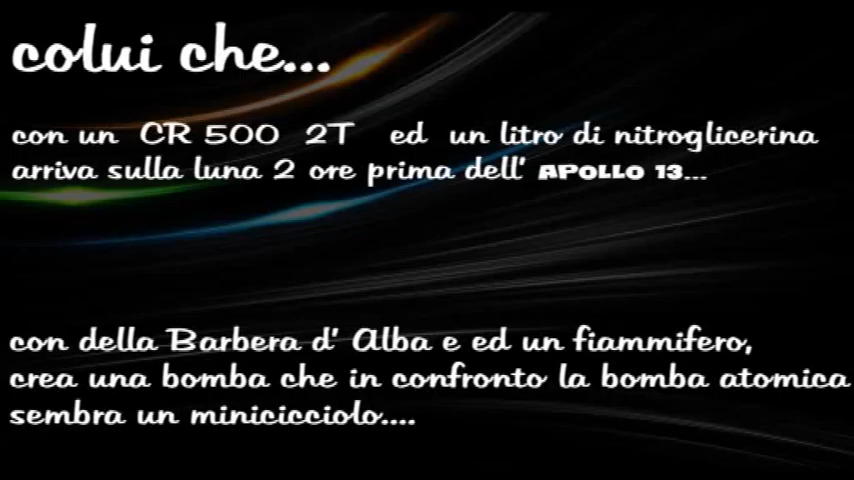 colui che...
con un CR 500 2T ed un litro di nitroglicerina
arriva sulla luna 2 ore prima dell' APOLLO 13...
con della Barbera d' Alba e ed un fiammifero,
crea una bomba che in confronto la bomba atomica
sembra un minicicciolo....